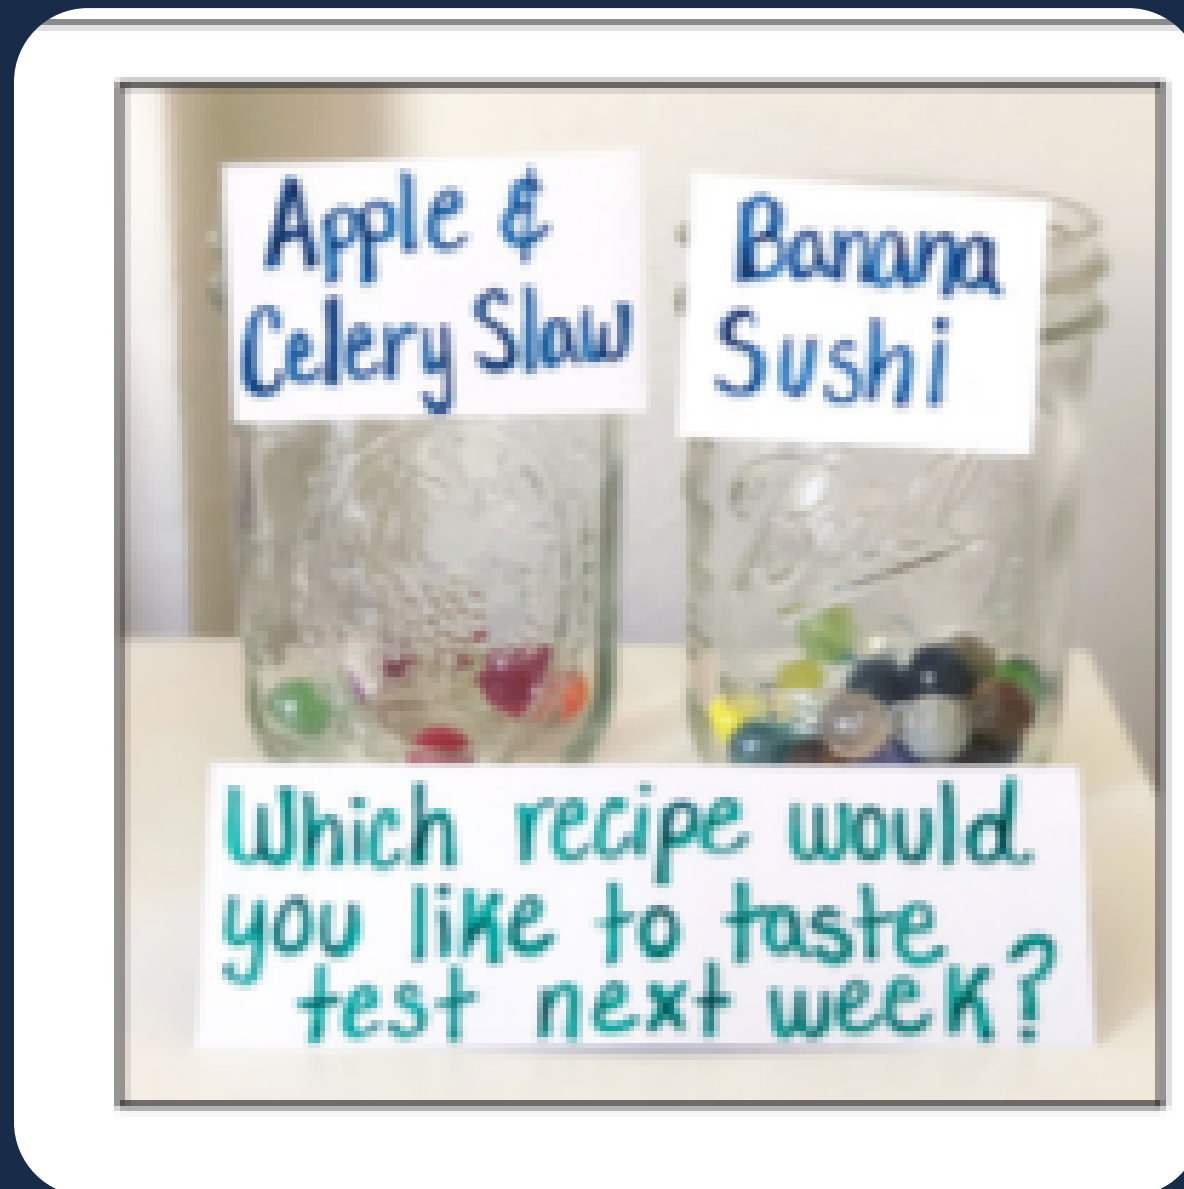 Apple &
Celery Slaw
Banana
Sushi
Which recipe would
you like to taste
test next week?